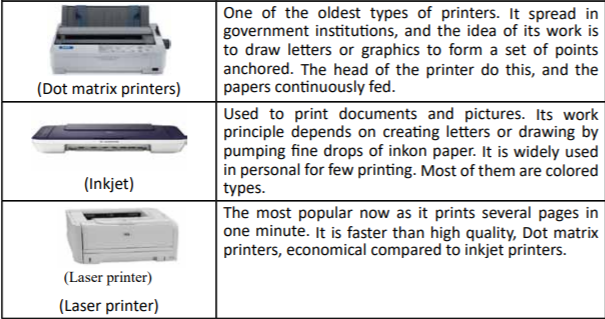 One of the oldest types of printers. It spread in
government institutions, and the idea of its work is
to draw letters or graphics to form a set of points
anchored. The head of the printer do this, and the
papers continuously fed.
(Dot matrix printers)
Used to print documents and pictures. Its work
principle depends on creating letters or drawing by
pumping fine drops of inkon paper. It is widely used
in personal for few printing. Most of them are colored
types.
(Inkjet)
The most popular now as it prints several pages in
one minute. It is faster than high quality, Dot matrix
printers, economical compared to inkjet printers.
(Laser printer)
(Laser printer)